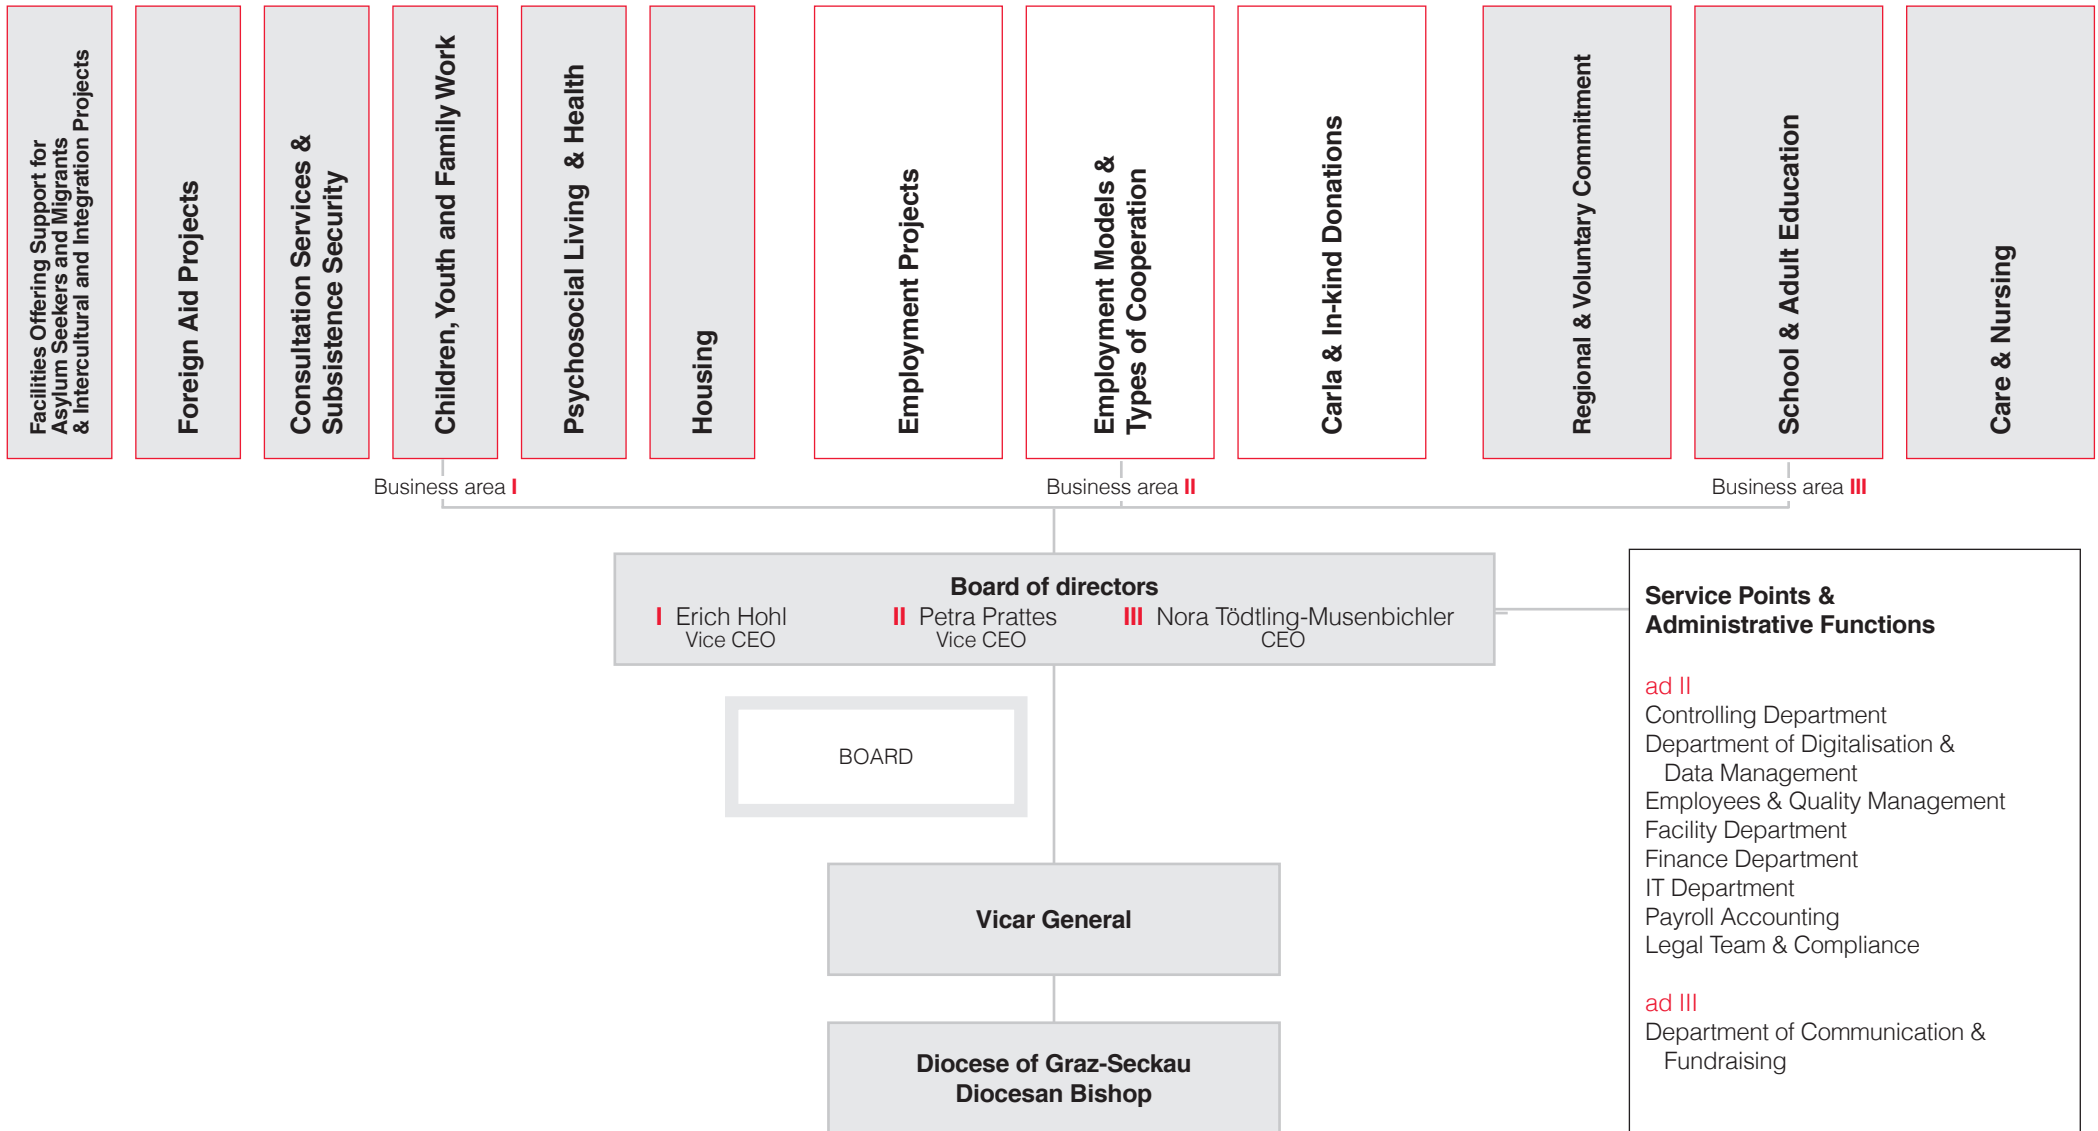 Facilities Offering Support for
Asylum Seekers and Migrants
& Intercultural and Integration Projects
Foreign Aid Projects
Consultation Services &
Subsistence Security
Children, Youth and Family Work
Psychosocial Living & Health
Housing
Employment Projects
Employment Models &
Types of Cooperation
Carla & In-kind Donations
Regional & Voluntary Commitment
School & Adult Education
Care & Nursing
Business area I
Business area II
Business area III
Board of directors
I Erich Hohl
Vice CEO
II Petra Prattes
Vice CEO
III Nora Tödtling-Musenbichler
CEO
BOARD
Vicar General
Diocese of Graz-Seckau
Diocesan Bishop
Service Points &
Administrative Functions
ad II
Controlling Department
Department of Digitalisation &
Data Management
Employees & Quality Management
Facility Department
Finance Department
IT Department
Payroll Accounting
Legal Team & Compliance
ad III
Department of Communication &
Fundraising